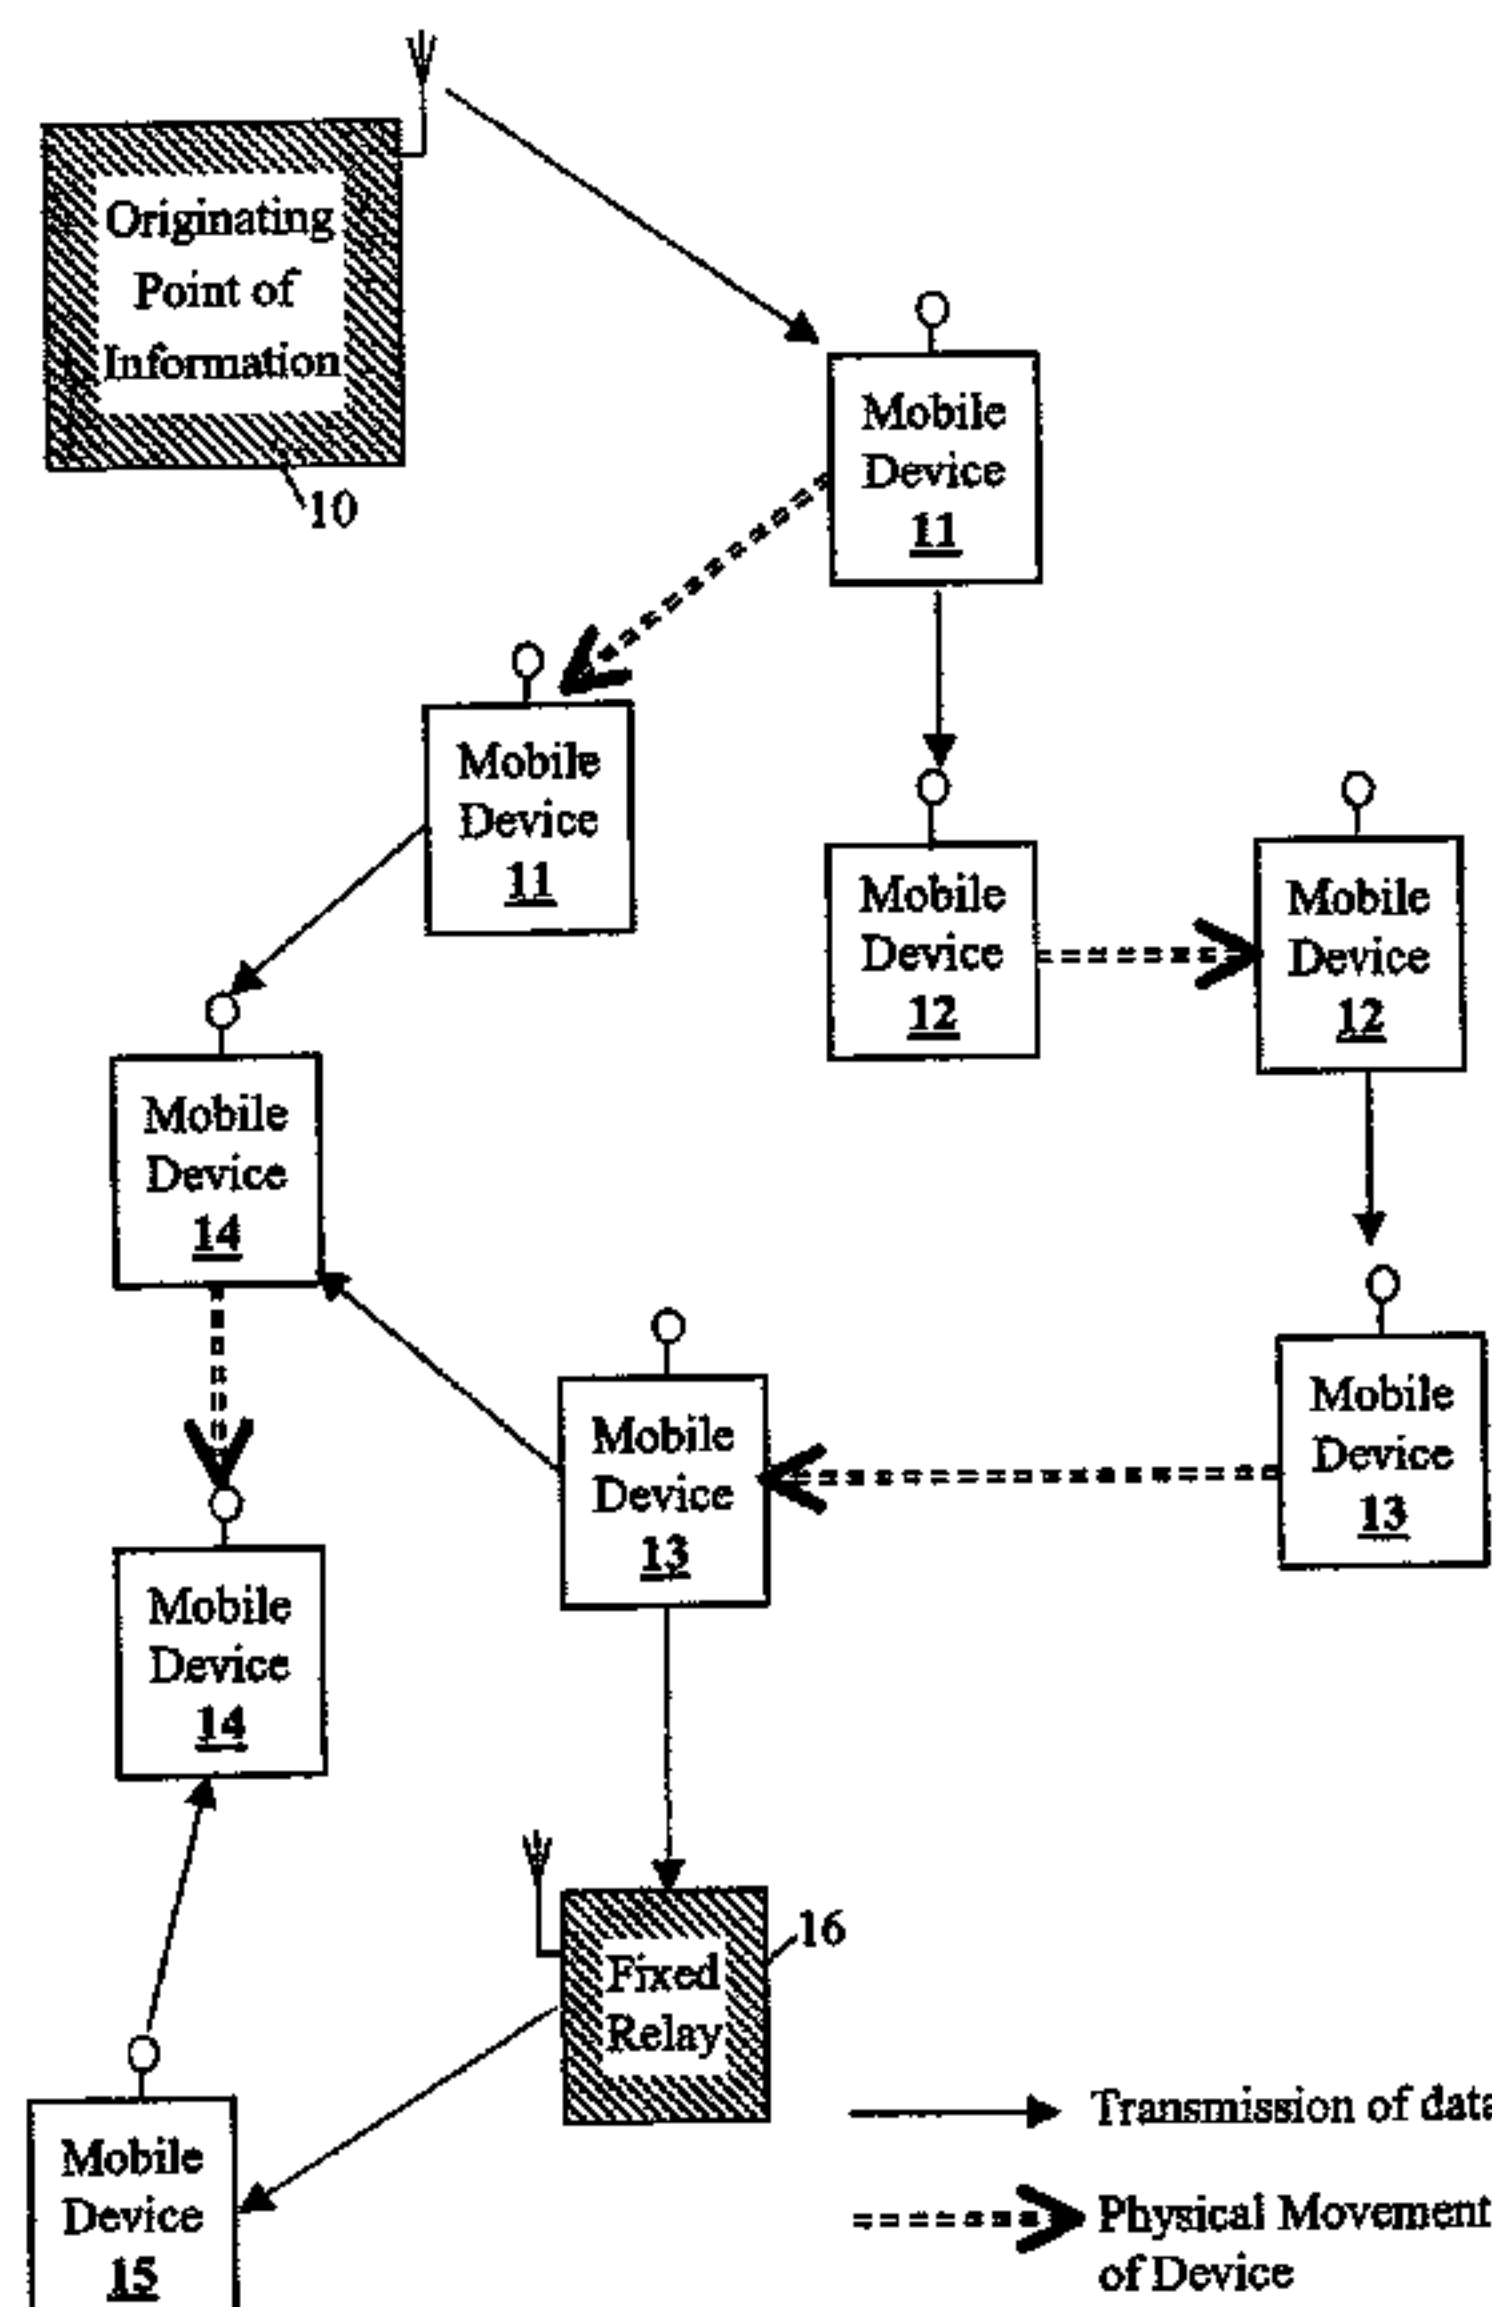 Originating
Point of
Information
10
Mobile
Device
11
Mobile
Device
11
Mobile
Device
12
Mobile
Device
12
Mobile
Device
14
Mobile
Device
13
Mobile
Device
13
Mobile
Device
14
Fixed
Relay
16
Mobile
Device
15
Transmission of data
Physical Movement
of Device